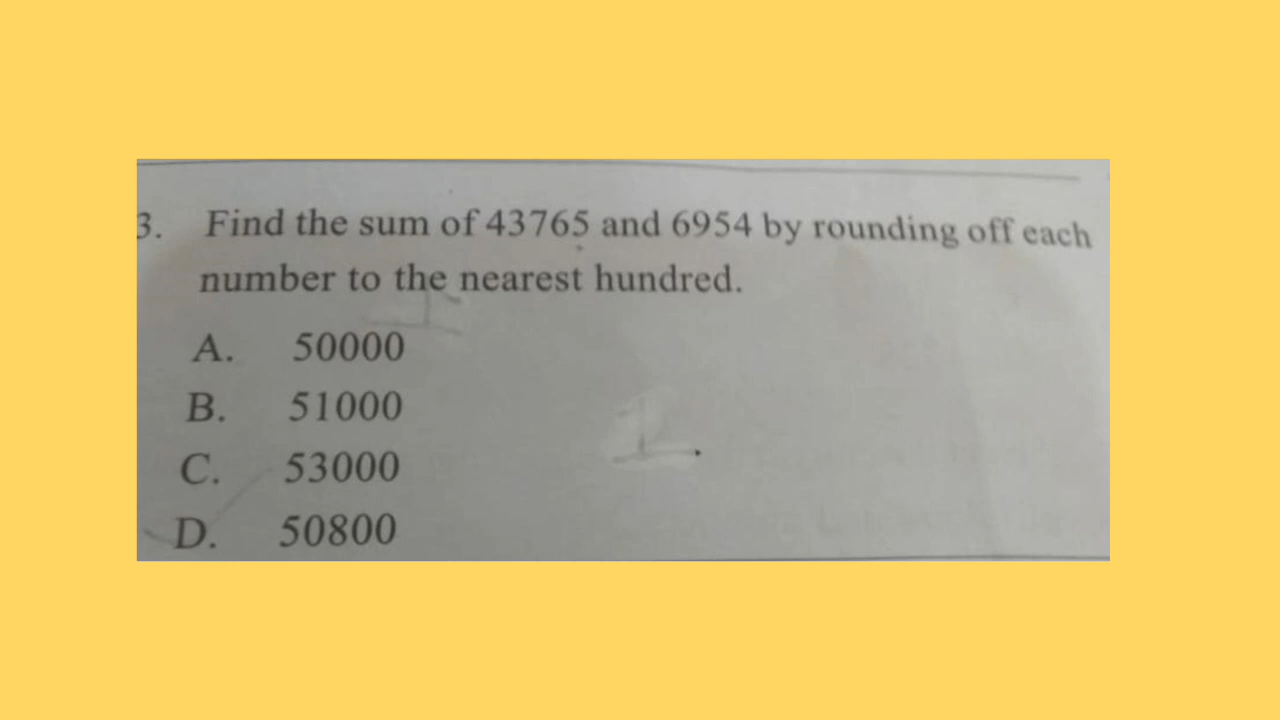 3. Find the sum of 43765 and 6954 by rounding off each
number to the nearest hundred.
A. 50000
B. 51000
C. 53000
D. 50800